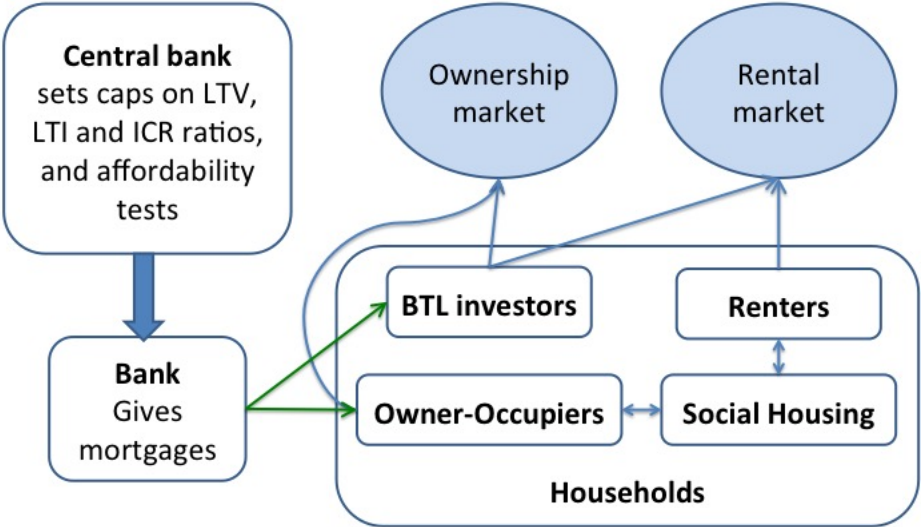 Central bank
sets caps on LTV,
LTI and ICR ratios,
and affordability
tests
Ownership
market
Rental
market
BTL investors
Renters
Bank
Gives
mortgages
Owner-Occupiers
Social Housing
Households